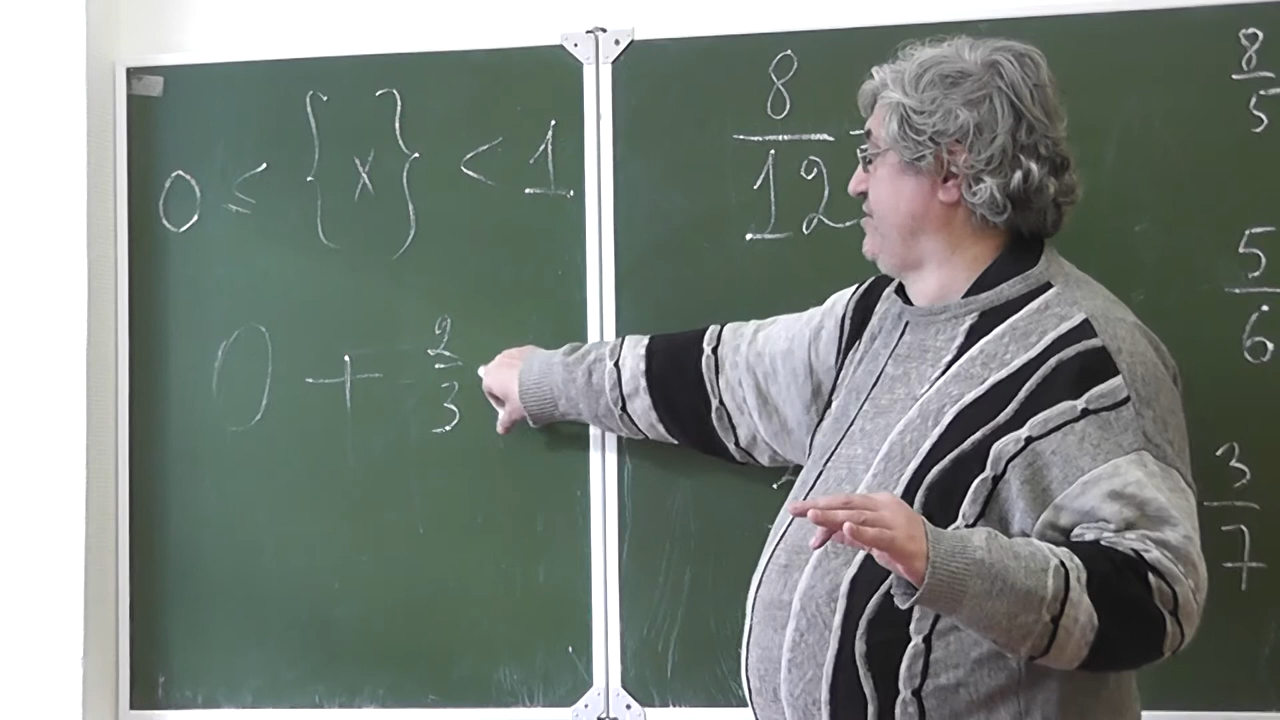 0 ≤ {x} < 1
0 + 2/3
8/12
8/5
5/6
3/7